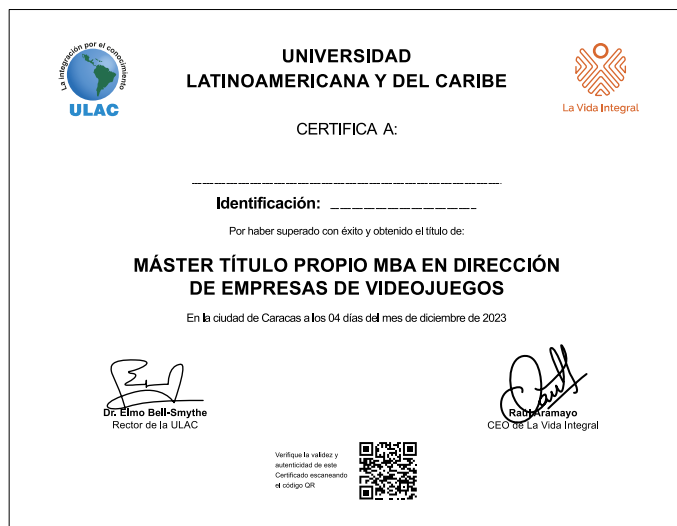 La integración por el conocimiento
ULAC
UNIVERSIDAD
LATINOAMERICANA Y DEL CARIBE
La Vida Integral
CERTIFICA A:
Identificación:
Por haber superado con éxito y obtenido el título de:
MÁSTER TÍTULO PROPIO MBA EN DIRECCIÓN
DE EMPRESAS DE VIDEOJUEGOS
En la ciudad de Caracas a los 04 días del mes de diciembre de 2023
Dr. Elmo Bell-Smythe
Rector de la ULAC
Raúl Aramayo
CEO de La Vida Integral
Verifique la validez y
autenticidad de este
Certificado escaneando
el código QR